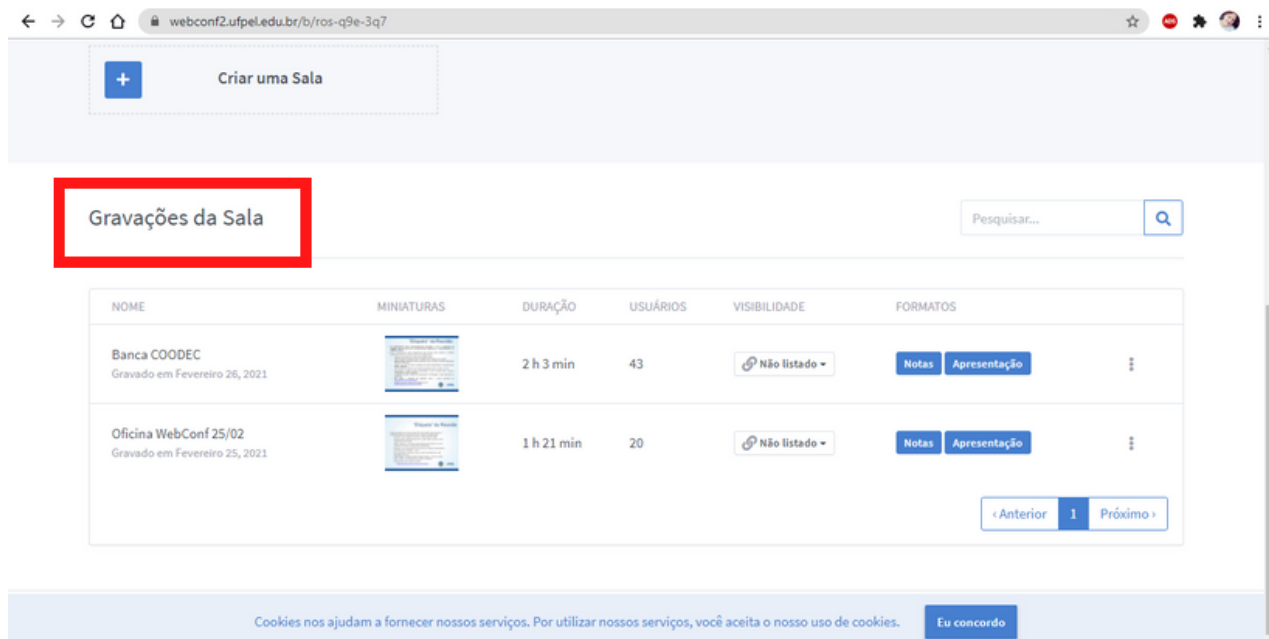 webconf2.ufpel.edu.br/b/ros-q9e-3q7
ABS
+ Criar uma Sala
Gravações da Sala
Pesquisar...
NOME MINIATURAS DURAÇÃO USUÁRIOS VISIBILIDADE FORMATOS
Banca COODEC
Gravado em Fevereiro 26, 2021
2 h 3 min 43 Não listado Notas Apresentação
Oficina WebConf 25/02
Gravado em Fevereiro 25, 2021
1 h 21 min 20 Não listado Notas Apresentação
‹ Anterior 1 Próximo ›
Cookies nos ajudam a fornecer nossos serviços. Por utilizar nossos serviços, você aceita o nosso uso de cookies. Eu concordo